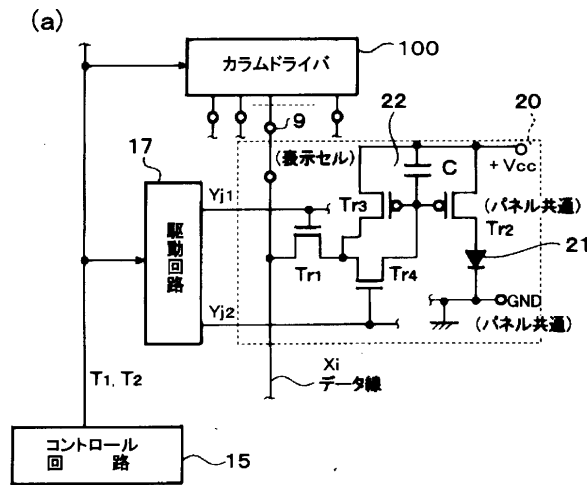 (a)
カラムドライバ
100
9
(表示セル)
22
20
+Vcc
C
17
駆動回路
Yj1
Yj2
Tr3
Tr1
Tr4
(パネル共通)
Tr2
21
GND
(パネル共通)
Xi
データ線
T1, T2
コントロール
回 路
15